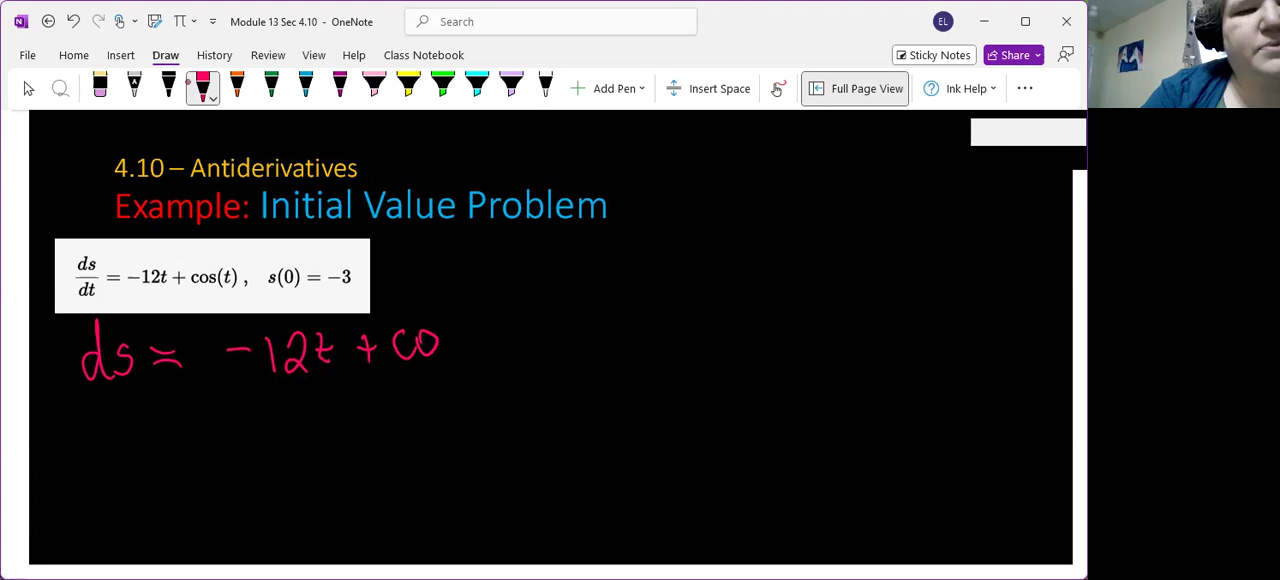 Module 13 Sec 4.10 - OneNote
Search
EL
File Home Insert Draw History Review View Help Class Notebook
Sticky Notes Share
Add Pen Insert Space Full Page View Ink Help
4.10 – Antiderivatives
Example: Initial Value Problem
ds/dt = −12t + cos(t) , s(0) = −3
ds = -12t + co